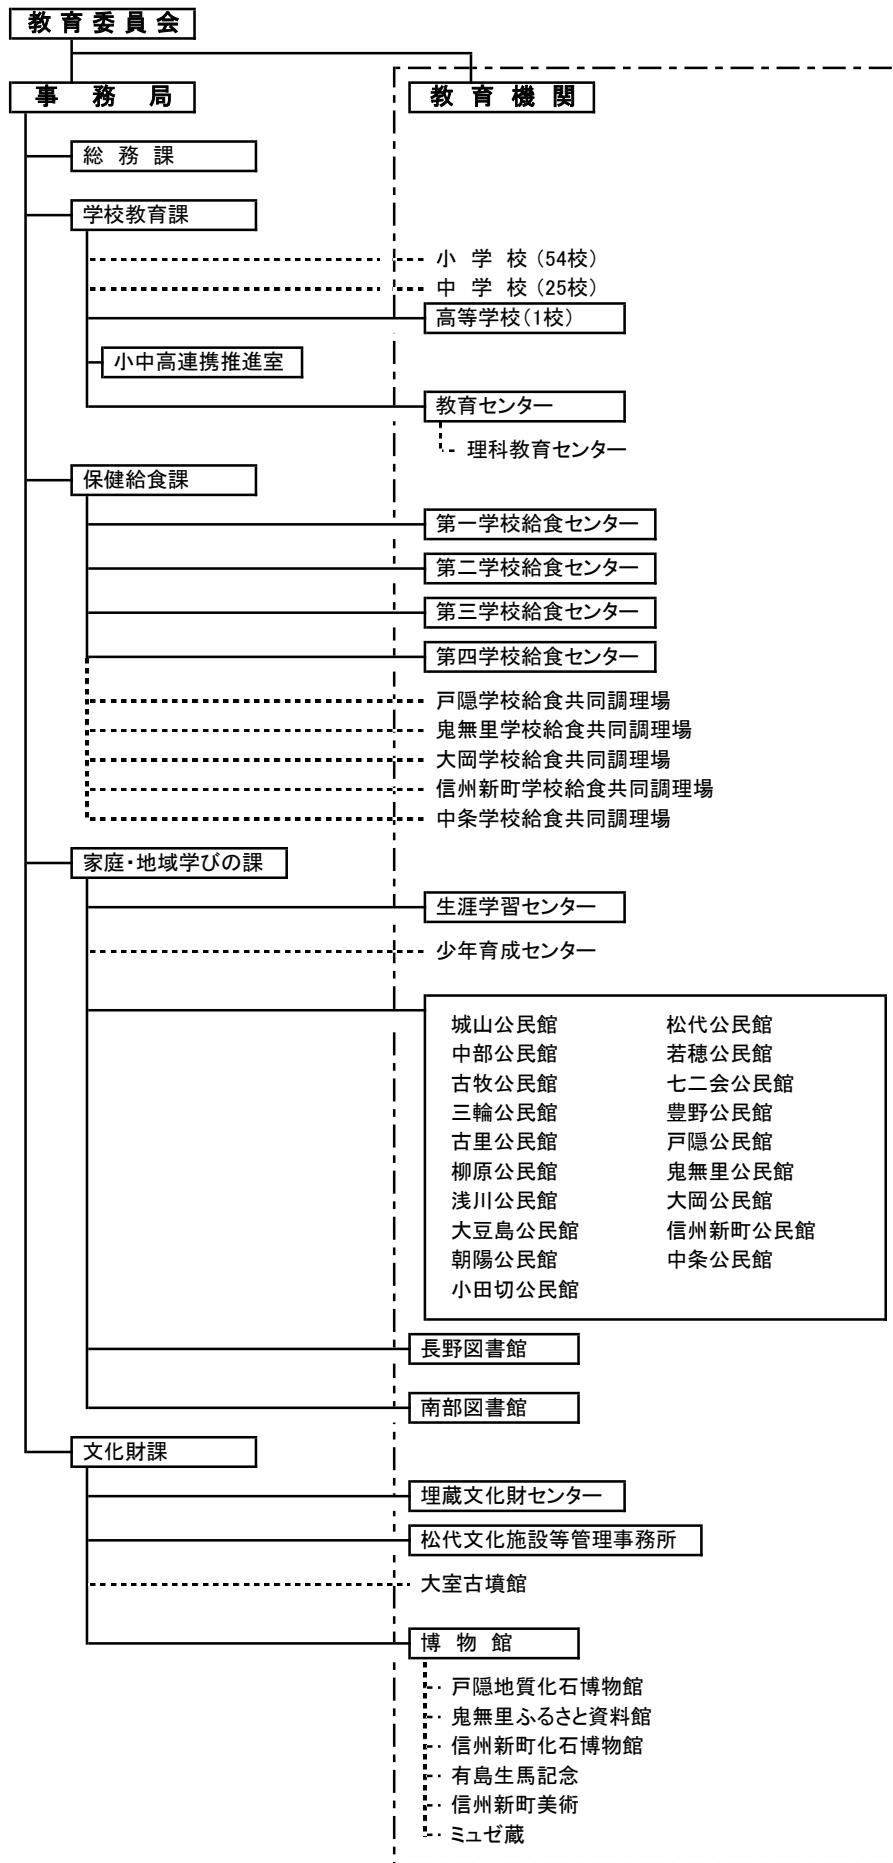 教育委員会
事務局
教育機関
総務課
学校教育課
小学校(54校)
中学校(25校)
高等学校(1校)
小中高連携推進室
教育センター
理科教育センター
保健給食課
第一学校給食センター
第二学校給食センター
第三学校給食センター
第四学校給食センター
戸隠学校給食共同調理場
鬼無里学校給食共同調理場
大岡学校給食共同調理場
信州新町学校給食共同調理場
中条学校給食共同調理場
家庭・地域学びの課
生涯学習センター
少年育成センター
城山公民館 松代公民館
中部公民館 若穂公民館
古牧公民館 七二会公民館
三輪公民館 豊野公民館
古里公民館 戸隠公民館
柳原公民館 鬼無里公民館
浅川公民館 大岡公民館
大豆島公民館 信州新町公民館
朝陽公民館 中条公民館
小田切公民館
長野図書館
南部図書館
文化財課
埋蔵文化財センター
松代文化施設等管理事務所
大室古墳館
博物館
戸隠地質化石博物館
鬼無里ふるさと資料館
信州新町化石博物館
有島生馬記念
信州新町美術
ミュゼ蔵